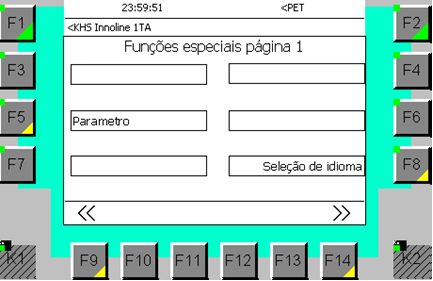 23:59:51 <PET
<KHS Innoline 1TA
F1 F2
Funções especiais página 1
F3 F4
F5 Parametro F6
F7 Seleção de idioma F8
<< >>
K1 F9 F10 F11 F12 F13 F14 K2